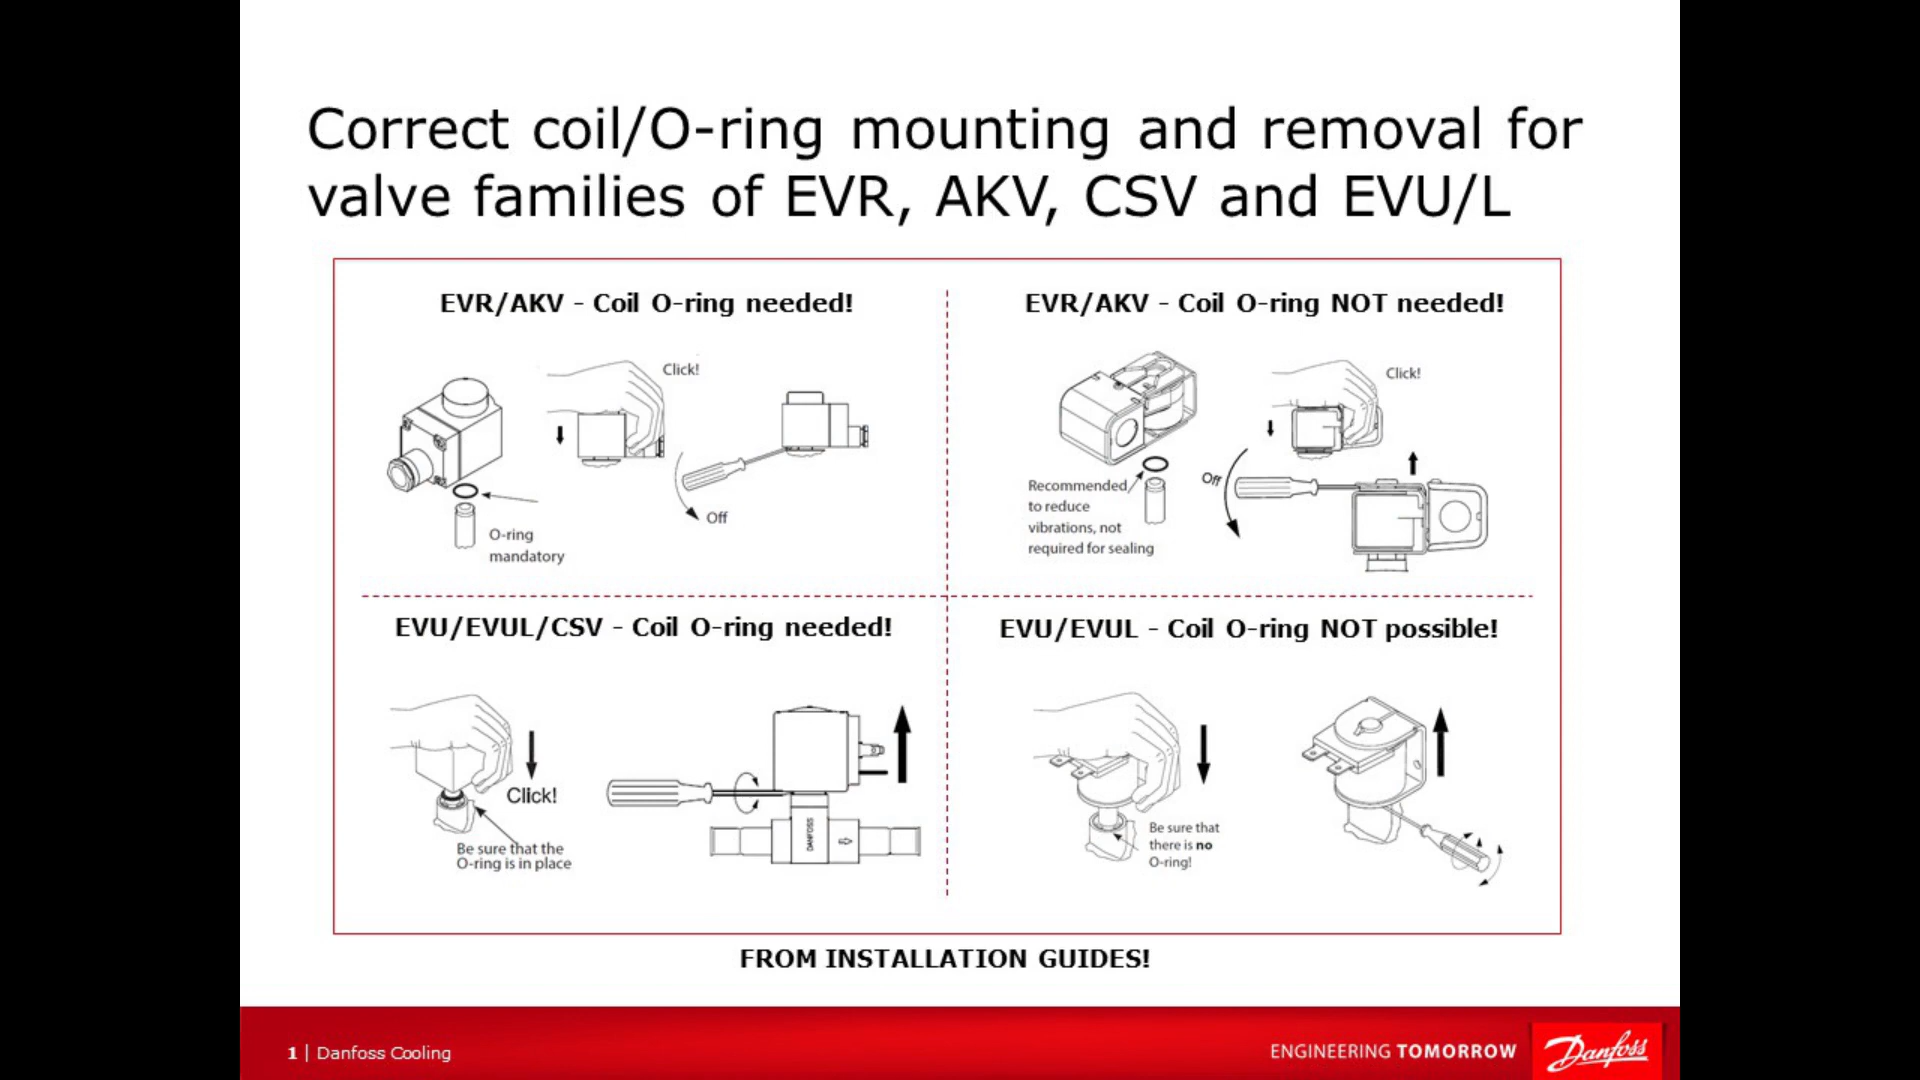 Correct coil/O-ring mounting and removal for
valve families of EVR, AKV, CSV and EVU/L
EVR/AKV - Coil O-ring needed!
Click!
Off
O-ring
mandatory
EVR/AKV - Coil O-ring NOT needed!
Click!
Off
Recommended
to reduce
vibrations, not
required for sealing
EVU/EVUL/CSV - Coil O-ring needed!
Click!
Be sure that the
O-ring is in place
DANFOSS
EVU/EVUL - Coil O-ring NOT possible!
Be sure that
there is no
O-ring!
FROM INSTALLATION GUIDES!
1 | Danfoss Cooling
ENGINEERING TOMORROW
Danfoss